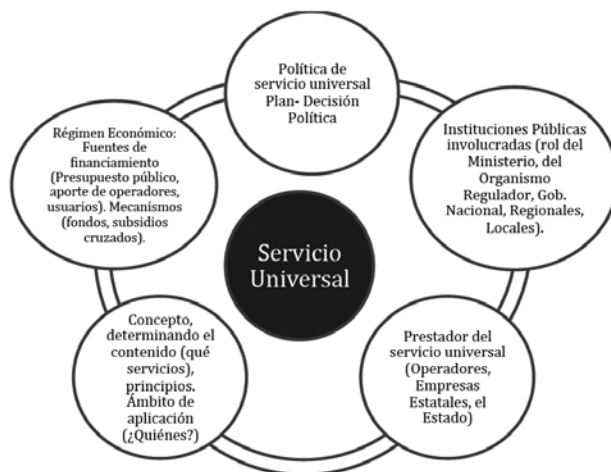 Política de
servicio universal
Plan- Decisión
Política
Instituciones Públicas
involucradas (rol del
Ministerio, del
Organismo
Regulador, Gob.
Nacional, Regionales,
Locales).
Prestador del
servicio universal
(Operadores,
Empresas
Estatales, el
Estado)
Concepto,
determinando el
contenido (qué
servicios),
principios.
Ámbito de
aplicación
(¿Quiénes?)
Régimen Económico:
Fuentes de
financiamiento
(Presupuesto público,
aporte de operadores,
usuarios). Mecanismos
(fondos, subsidios
cruzados).
Servicio
Universal